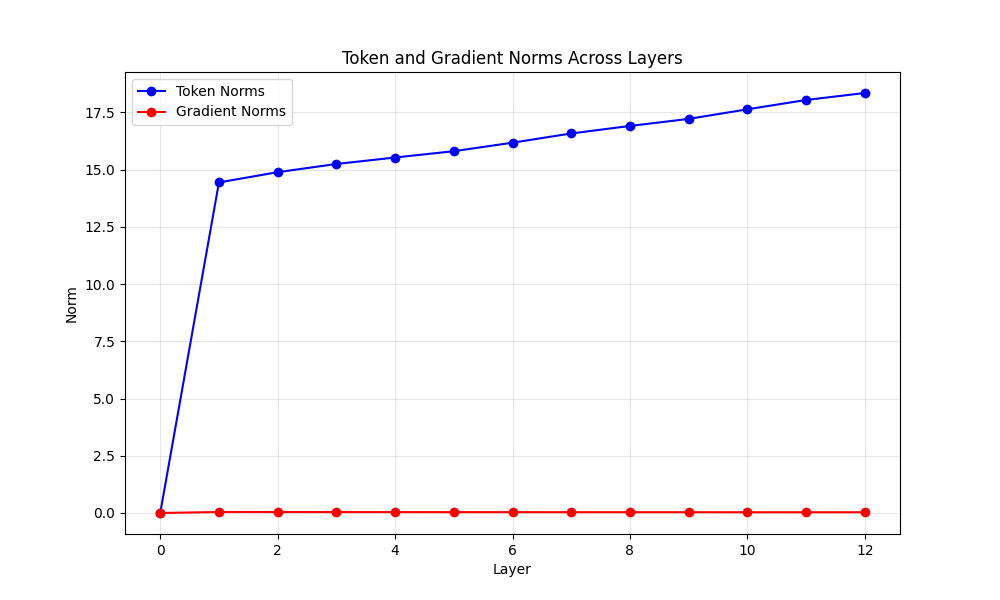 Token and Gradient Norms Across Layers
Token Norms
Gradient Norms
17.5
15.0
12.5
10.0
7.5
5.0
2.5
0.0
Norm
0 2 4 6 8 10 12
Layer